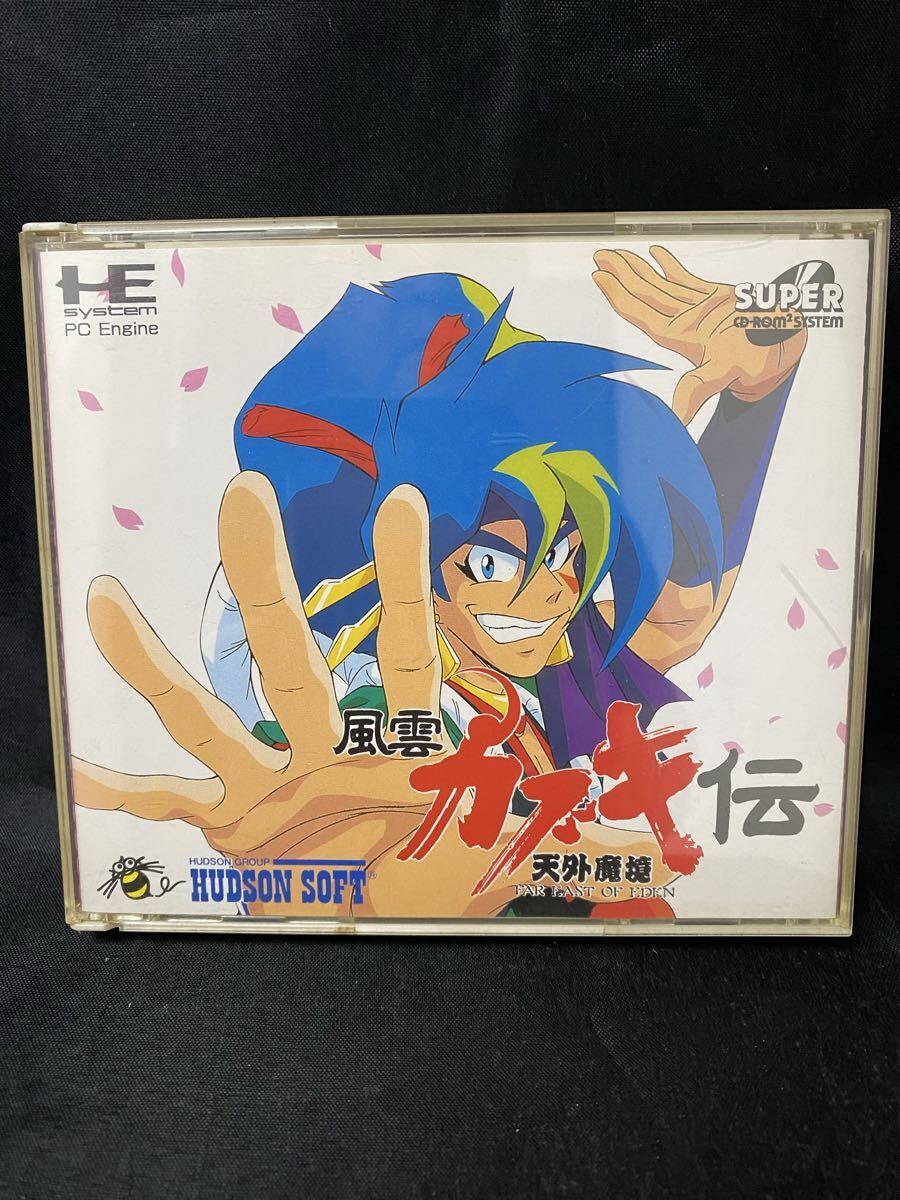 HE
system
PC Engine
SUPER
CD-ROM² SYSTEM
風雲
カブキ伝
天外魔境
FAR EAST OF EDEN
HUDSON GROUP
HUDSON SOFT®